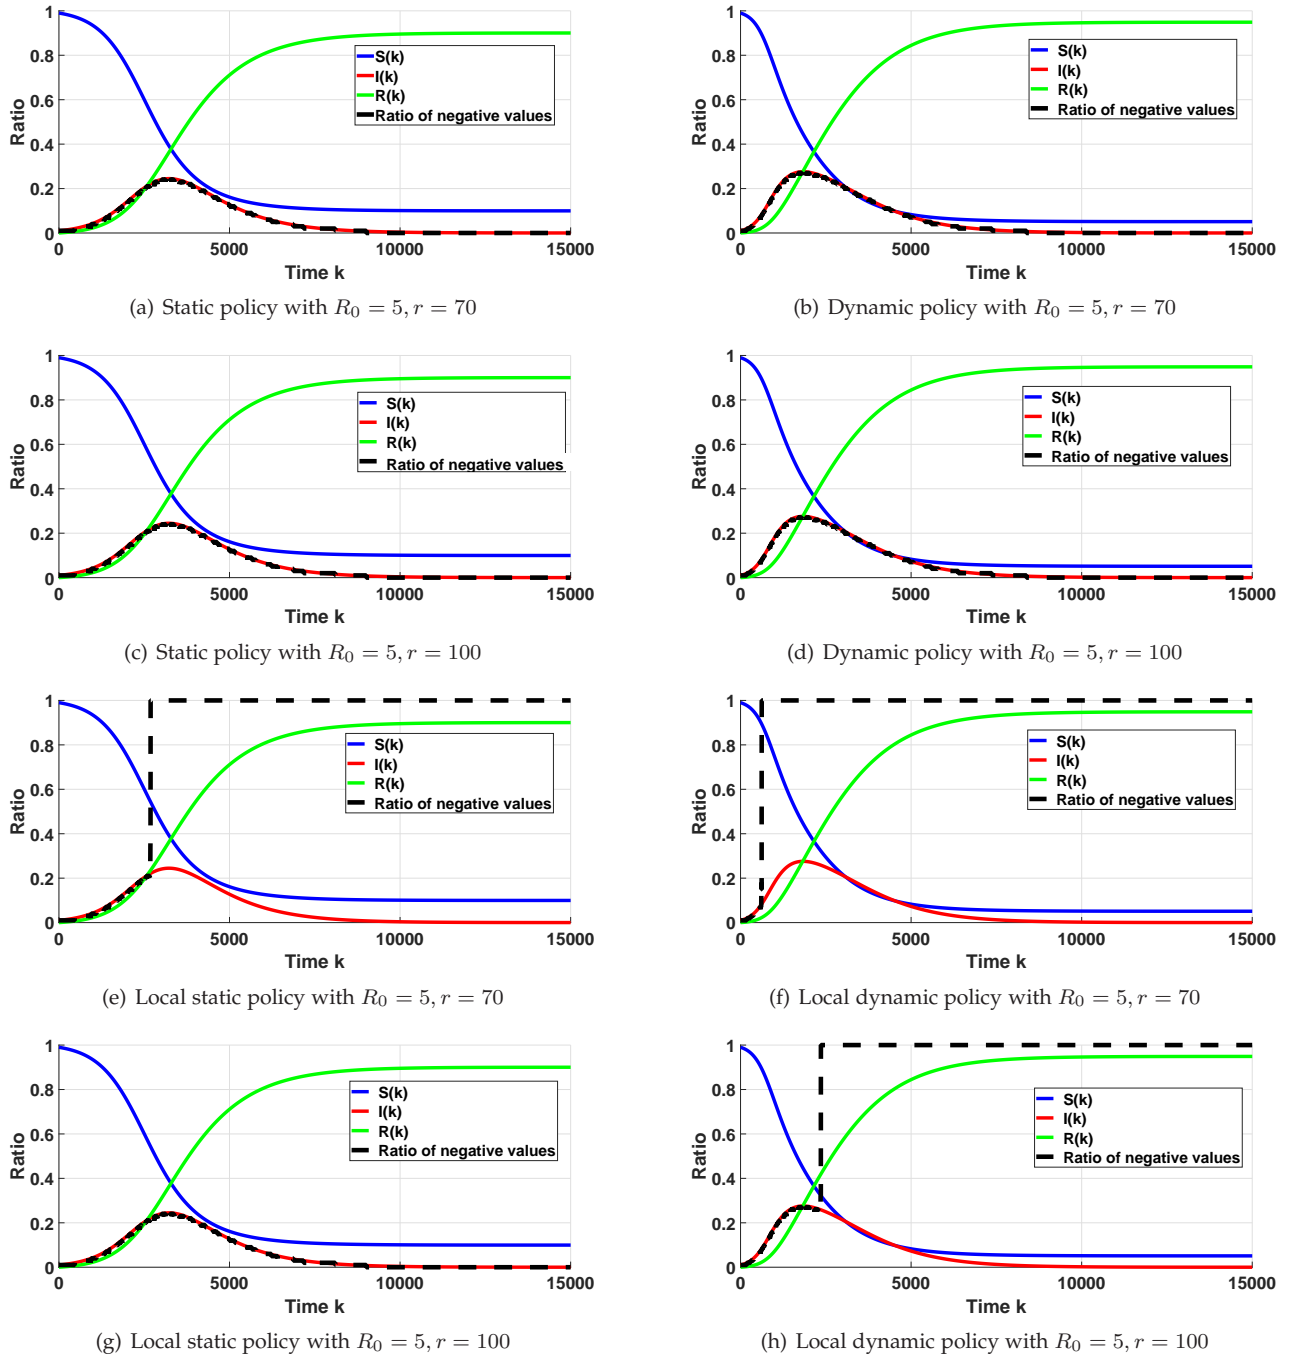 1
0.8
0.6
0.4
0.2
0
Ratio
S(k)
I(k)
R(k)
Ratio of negative values
0 5000 10000 15000
Time k
(a) Static policy with R₀ = 5, r = 70
1
0.8
0.6
0.4
0.2
0
Ratio
S(k)
I(k)
R(k)
Ratio of negative values
0 5000 10000 15000
Time k
(b) Dynamic policy with R₀ = 5, r = 70
1
0.8
0.6
0.4
0.2
0
Ratio
S(k)
I(k)
R(k)
Ratio of negative values
0 5000 10000 15000
Time k
(c) Static policy with R₀ = 5, r = 100
1
0.8
0.6
0.4
0.2
0
Ratio
S(k)
I(k)
R(k)
Ratio of negative values
0 5000 10000 15000
Time k
(d) Dynamic policy with R₀ = 5, r = 100
1
0.8
0.6
0.4
0.2
0
Ratio
S(k)
I(k)
R(k)
Ratio of negative values
0 5000 10000 15000
Time k
(e) Local static policy with R₀ = 5, r = 70
1
0.8
0.6
0.4
0.2
0
Ratio
S(k)
I(k)
R(k)
Ratio of negative values
0 5000 10000 15000
Time k
(f) Local dynamic policy with R₀ = 5, r = 70
1
0.8
0.6
0.4
0.2
0
Ratio
S(k)
I(k)
R(k)
Ratio of negative values
0 5000 10000 15000
Time k
(g) Local static policy with R₀ = 5, r = 100
1
0.8
0.6
0.4
0.2
0
Ratio
S(k)
I(k)
R(k)
Ratio of negative values
0 5000 10000 15000
Time k
(h) Local dynamic policy with R₀ = 5, r = 100